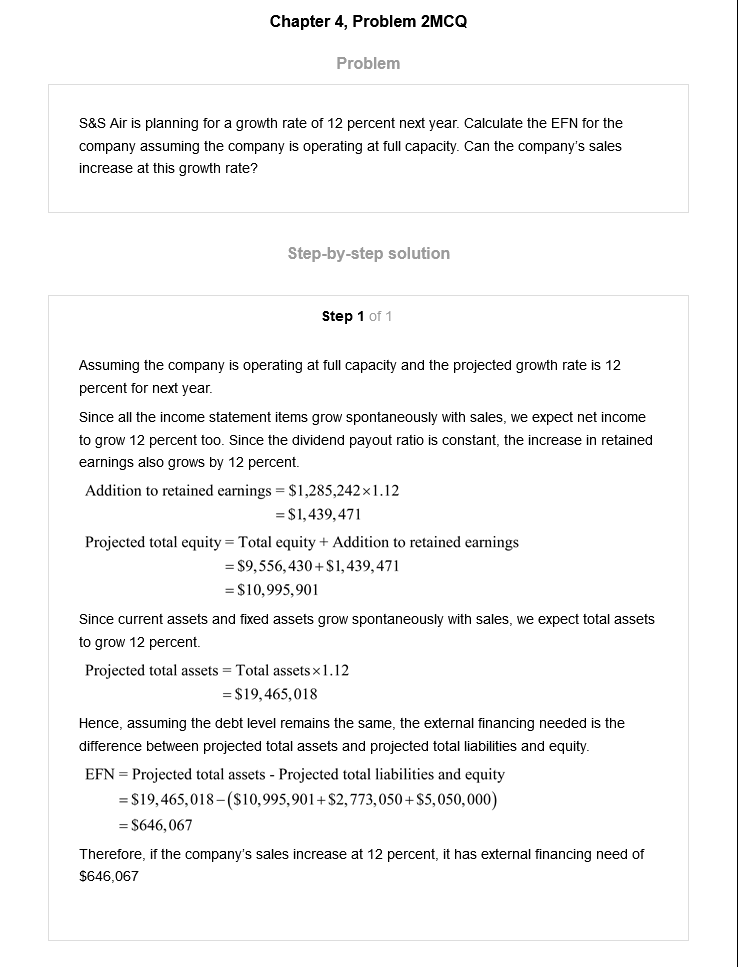 Chapter 4, Problem 2MCQ
Problem
S&S Air is planning for a growth rate of 12 percent next year. Calculate the EFN for the
company assuming the company is operating at full capacity. Can the company's sales
increase at this growth rate?
Step-by-step solution
Step 1 of 1
Assuming the company is operating at full capacity and the projected growth rate is 12
percent for next year.
Since all the income statement items grow spontaneously with sales, we expect net income
to grow 12 percent too. Since the dividend payout ratio is constant, the increase in retained
earnings also grows by 12 percent.
Addition to retained earnings = $1,285,242×1.12
= $1,439,471
Projected total equity = Total equity + Addition to retained earnings
= $9,556,430+$1,439,471
= $10,995,901
Since current assets and fixed assets grow spontaneously with sales, we expect total assets
to grow 12 percent.
Projected total assets = Total assets×1.12
= $19,465,018
Hence, assuming the debt level remains the same, the external financing needed is the
difference between projected total assets and projected total liabilities and equity.
EFN = Projected total assets - Projected total liabilities and equity
= $19,465,018−($10,995,901+$2,773,050+$5,050,000)
= $646,067
Therefore, if the company's sales increase at 12 percent, it has external financing need of
$646,067